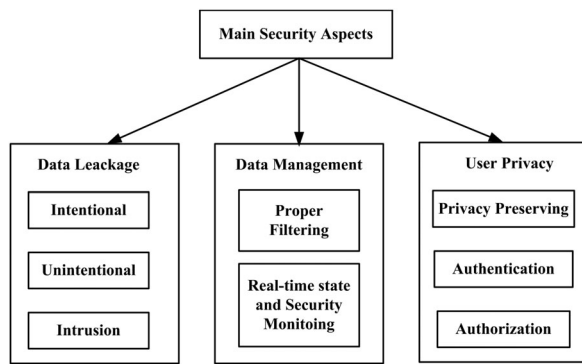 Main Security Aspects
Data Leackage
Intentional
Unintentional
Intrusion
Data Management
Proper
Filtering
Real-time state
and Security
Monitoing
User Privacy
Privacy Preserving
Authentication
Authorization